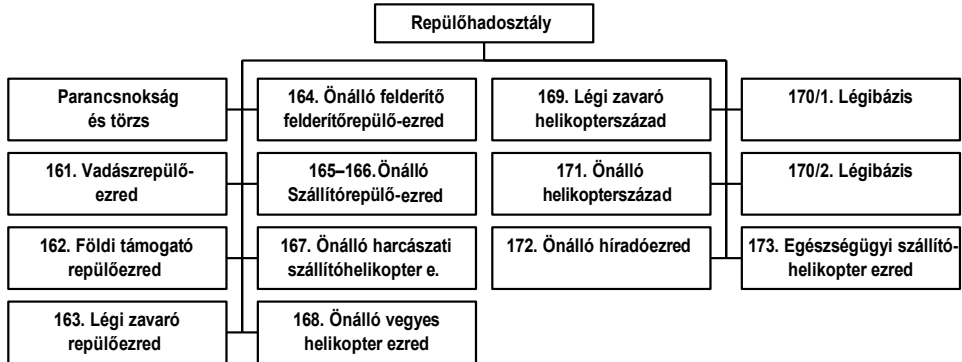 Repülőhadosztály
Parancsnokság
és törzs
164. Önálló felderítő
felderítőrepülő-ezred
169. Légi zavaró
helikopterszázad
170/1. Légibázis
161. Vadászrepülő-
ezred
165–166.Önálló
Szállítórepülő-ezred
171. Önálló
helikopterszázad
170/2. Légibázis
162. Földi támogató
repülőezred
167. Önálló harcászati
szállítóhelikopter e.
172. Önálló híradóezred
173. Egészségügyi szállító-
helikopter ezred
163. Légi zavaró
repülőezred
168. Önálló vegyes
helikopter ezred